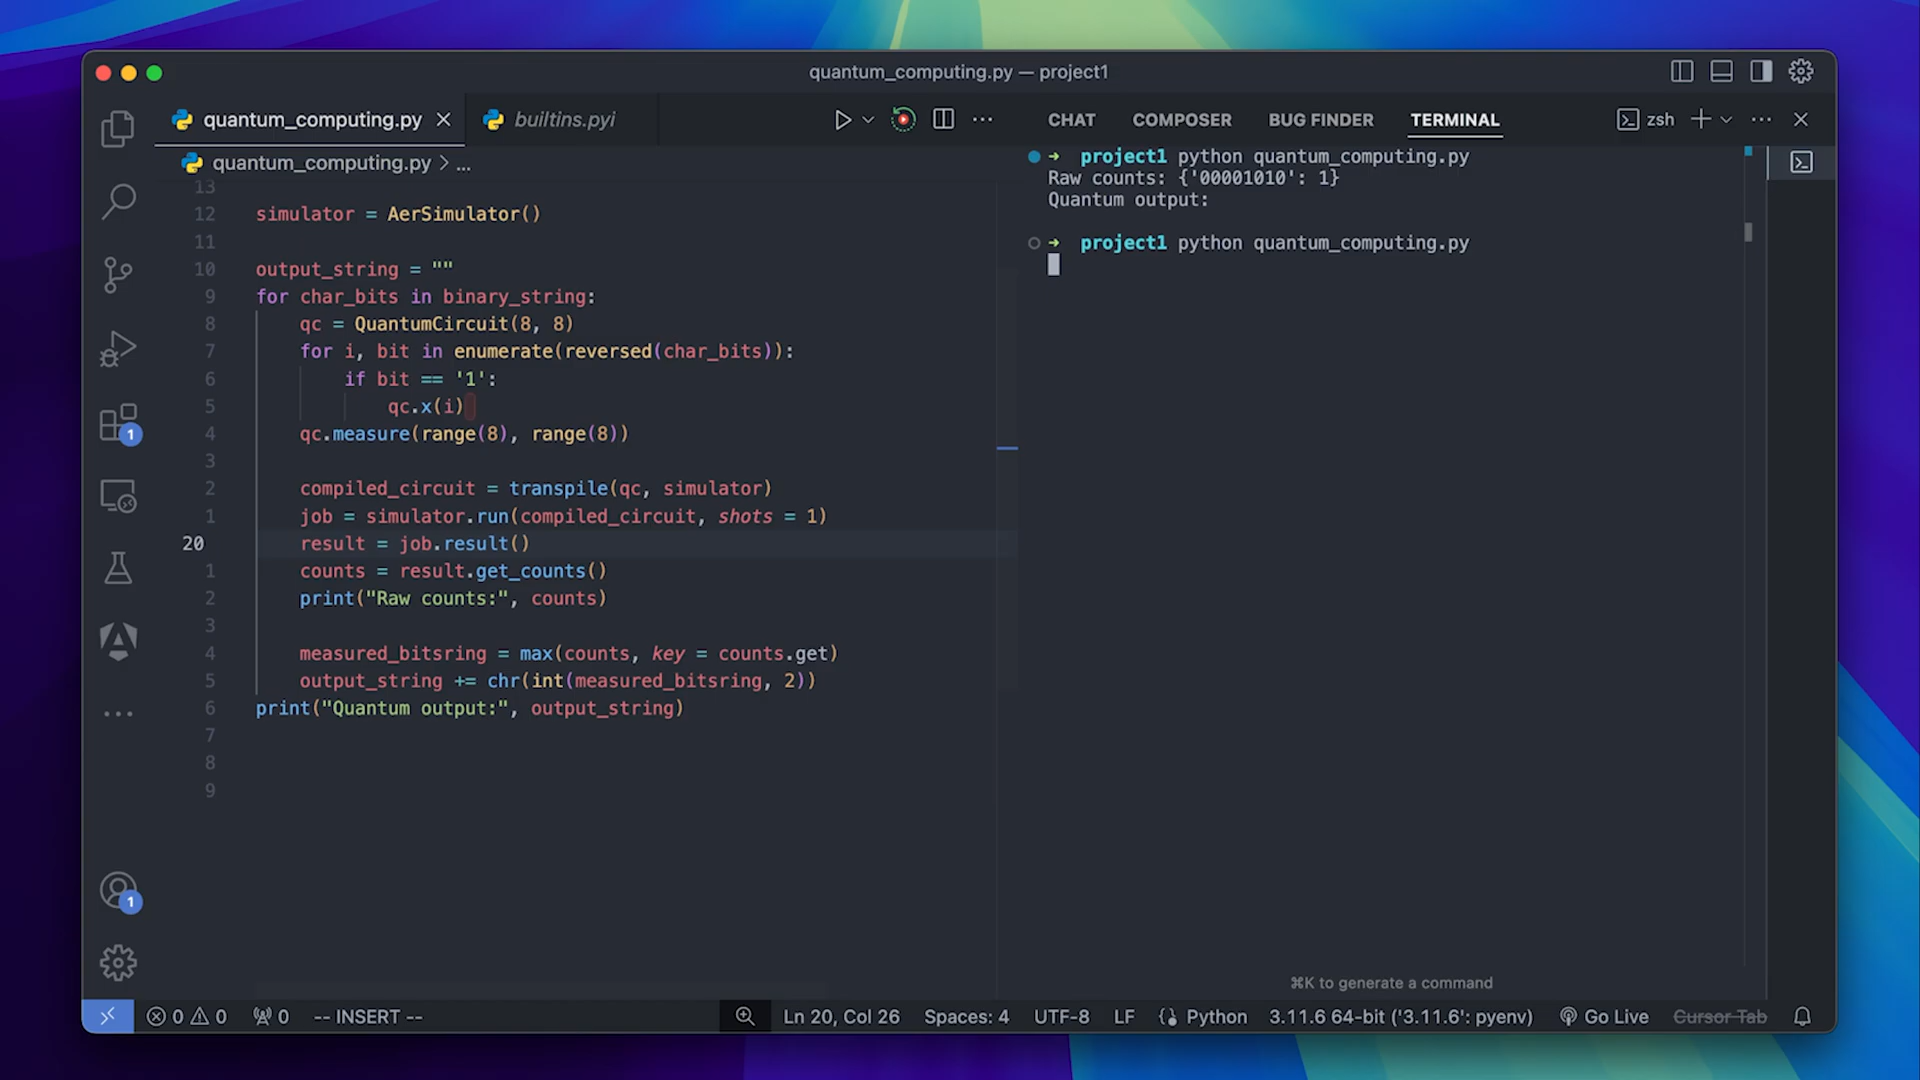 quantum_computing.py — project1
quantum_computing.py
builtins.pyi
CHAT COMPOSER BUG FINDER TERMINAL
zsh
quantum_computing.py > ...
13
12 simulator = AerSimulator()
11
10 output_string = ""
9 for char_bits in binary_string:
8 qc = QuantumCircuit(8, 8)
7 for i, bit in enumerate(reversed(char_bits)):
6 if bit == '1':
5 qc.x(i)
4 qc.measure(range(8), range(8))
3
2 compiled_circuit = transpile(qc, simulator)
1 job = simulator.run(compiled_circuit, shots = 1)
20 result = job.result()
1 counts = result.get_counts()
2 print("Raw counts:", counts)
3
4 measured_bitsring = max(counts, key = counts.get)
5 output_string += chr(int(measured_bitsring, 2))
6 print("Quantum output:", output_string)
7
8
9
➜ project1 python quantum_computing.py
Raw counts: {'00001010': 1}
Quantum output:
➜ project1 python quantum_computing.py
⌘K to generate a command
1
1
0 0 0 -- INSERT -- Ln 20, Col 26 Spaces: 4 UTF-8 LF Python 3.11.6 64-bit ('3.11.6': pyenv) Go Live Cursor Tab